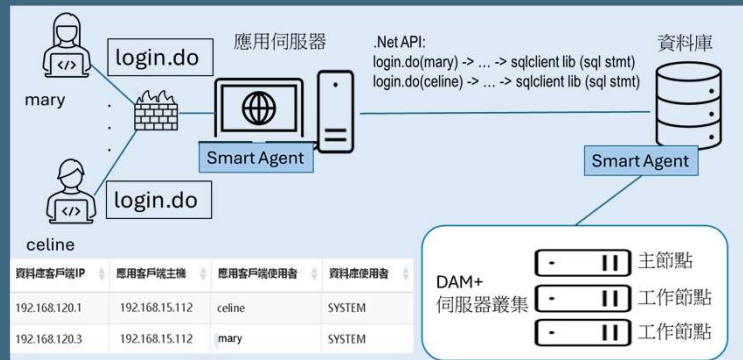 login.do
mary
應用伺服器
.Net API:
login.do(mary) -> ... -> sqlclient lib (sql stmt)
login.do(celine) -> ... -> sqlclient lib (sql stmt)
資料庫
Smart Agent
Smart Agent
login.do
celine
資料庫客戶端IP 應用客戶端主機 應用客戶端使用者 資料庫使用者
192.168.120.1 192.168.15.112 celine SYSTEM
192.168.120.3 192.168.15.112 mary SYSTEM
DAM+
伺服器叢集
主節點
工作節點
工作節點